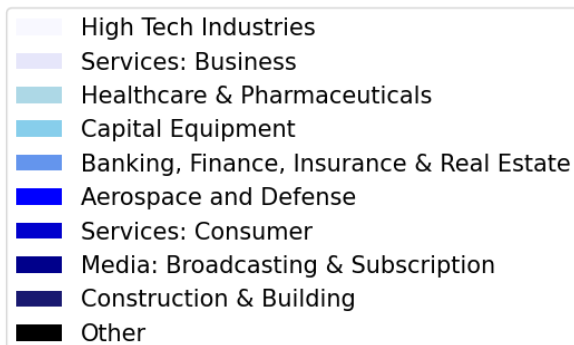 High Tech Industries
Services: Business
Healthcare & Pharmaceuticals
Capital Equipment
Banking, Finance, Insurance & Real Estate
Aerospace and Defense
Services: Consumer
Media: Broadcasting & Subscription
Construction & Building
Other